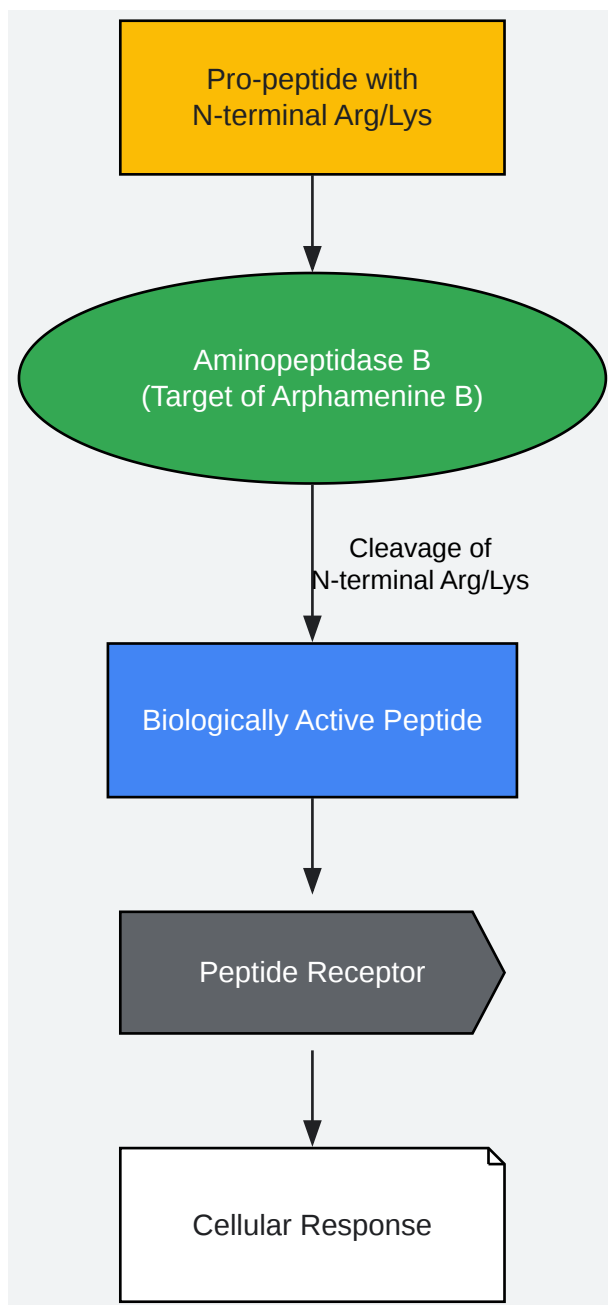 Pro-peptide with
N-terminal Arg/Lys
Aminopeptidase B
(Target of Arphamenine B)
Cleavage of
N-terminal Arg/Lys
Biologically Active Peptide
Peptide Receptor
Cellular Response